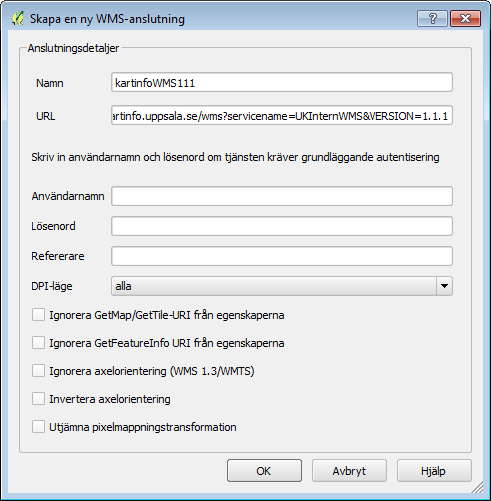 Skapa en ny WMS-anslutning
Anslutningsdetaljer
Namn kartinfoWMS111
URL artinfo.uppsala.se/wms?servicename=UKInternWMS&VERSION=1.1.1
Skriv in användarnamn och lösenord om tjänsten kräver grundläggande autentisering
Användarnamn
Lösenord
Refererare
DPI-läge alla
Ignorera GetMap/GetTile-URI från egenskaperna
Ignorera GetFeatureInfo URI från egenskaperna
Ignorera axelorientering (WMS 1.3/WMTS)
Invertera axelorientering
Utjämna pixelmappningstransformation
OK Avbryt Hjälp